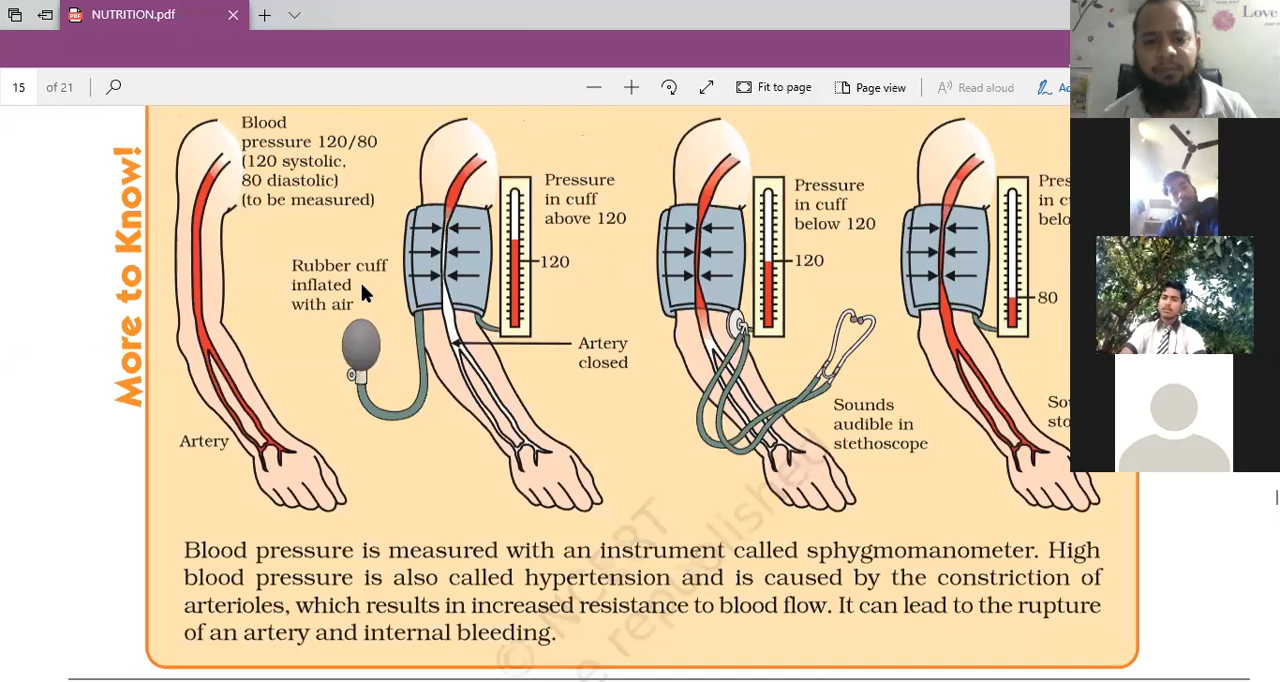 NUTRITION.pdf
15 of 21
Fit to page
Page view
Read aloud
Love
More to Know!
Blood
pressure 120/80
(120 systolic,
80 diastolic)
(to be measured)
Rubber cuff
inflated
with air
Artery
Pressure
in cuff
above 120
120
Artery
closed
Pressure
in cuff
below 120
120
Sounds
audible in
stethoscope
80
Blood pressure is measured with an instrument called sphygmomanometer. High
blood pressure is also called hypertension and is caused by the constriction of
arterioles, which results in increased resistance to blood flow. It can lead to the rupture
of an artery and internal bleeding.
© NCERT
republished